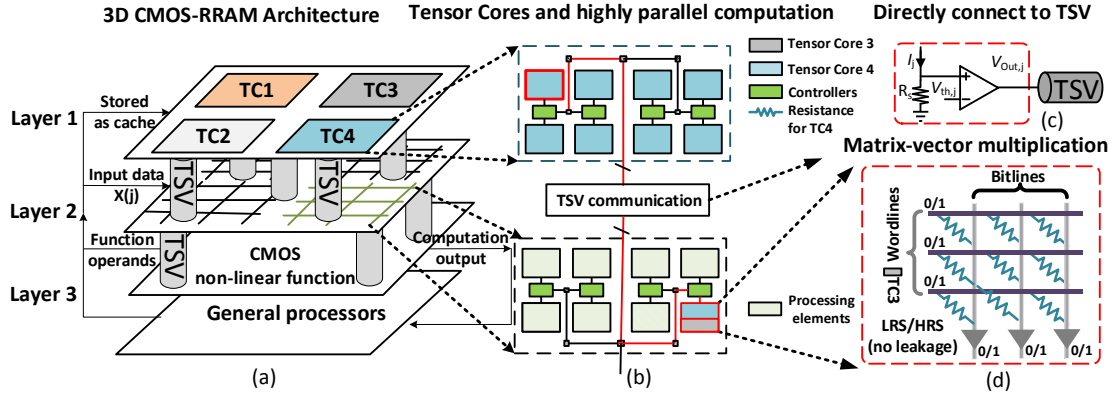 3D CMOS-RRAM Architecture
Layer 1
Layer 2
Layer 3
Stored
as cache
Input data
X(j)
Function
operands
TC1
TC3
TC2
TC4
TSV
TSV
TSV
CMOS
non-linear function
General processors
Computation
output
(a)
Tensor Cores and highly parallel computation
Tensor Core 3
Tensor Core 4
Controllers
Resistance
for TC4
TSV communication
Processing
elements
(b)
Directly connect to TSV
Ij
Rs
Vth,j
VOut,j
+
−
TSV
(c)
Matrix-vector multiplication
Bitlines
Wordlines
TC3
0/1
0/1
0/1
LRS/HRS
(no leakage)
0/1
0/1
0/1
(d)